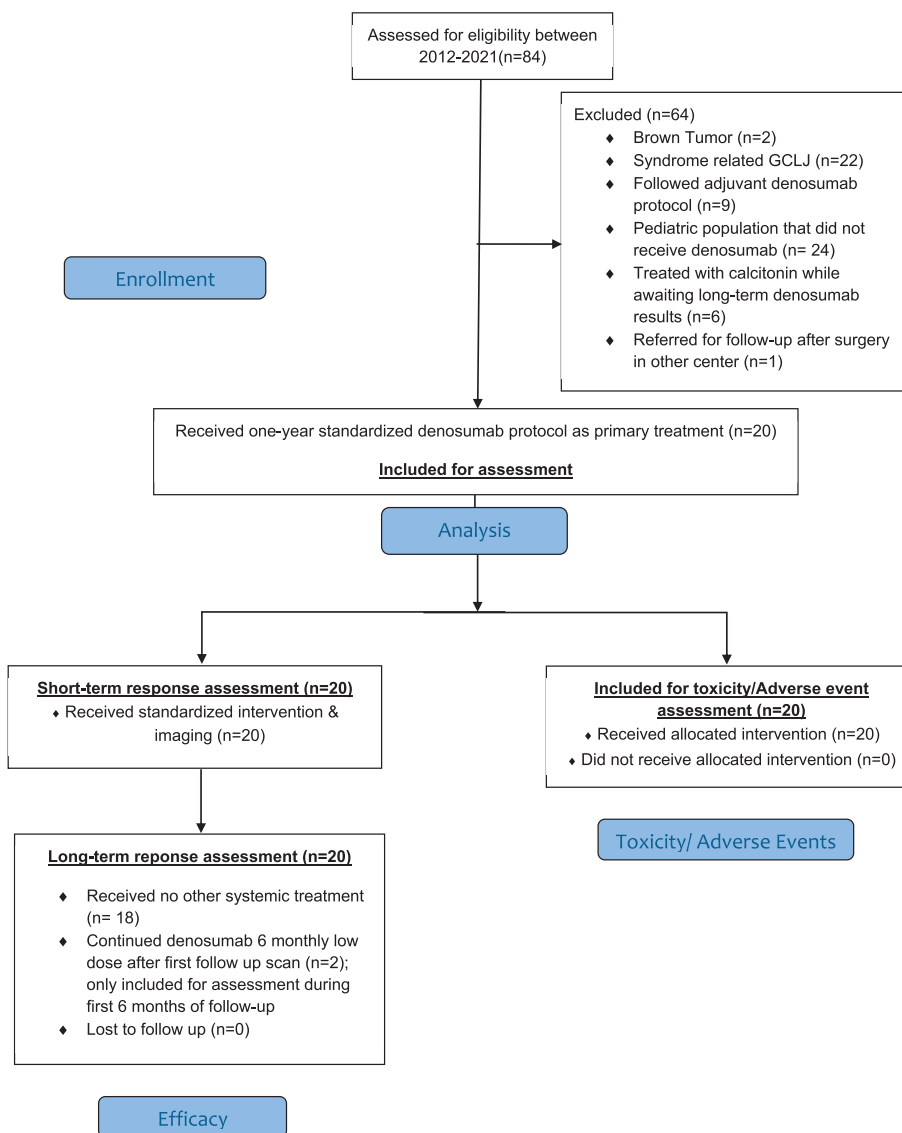 Assessed for eligibility between
2012-2021(n=84)
Excluded (n=64)
♦ Brown Tumor (n=2)
♦ Syndrome related GCLJ (n=22)
♦ Followed adjuvant denosumab
protocol (n=9)
♦ Pediatric population that did not
receive denosumab (n= 24)
♦ Treated with calcitonin while
awaiting long-term denosumab
results (n=6)
♦ Referred for follow-up after surgery
in other center (n=1)
Enrollment
Received one-year standardized denosumab protocol as primary treatment (n=20)
Included for assessment
Analysis
Short-term response assessment (n=20)
♦ Received standardized intervention &
imaging (n=20)
Included for toxicity/Adverse event
assessment (n=20)
♦ Received allocated intervention (n=20)
♦ Did not receive allocated intervention (n=0)
Toxicity/ Adverse Events
Long-term reponse assessment (n=20)
♦ Received no other systemic treatment
(n= 18)
♦ Continued denosumab 6 monthly low
dose after first follow up scan (n=2);
only included for assessment during
first 6 months of follow-up
♦ Lost to follow up (n=0)
Efficacy